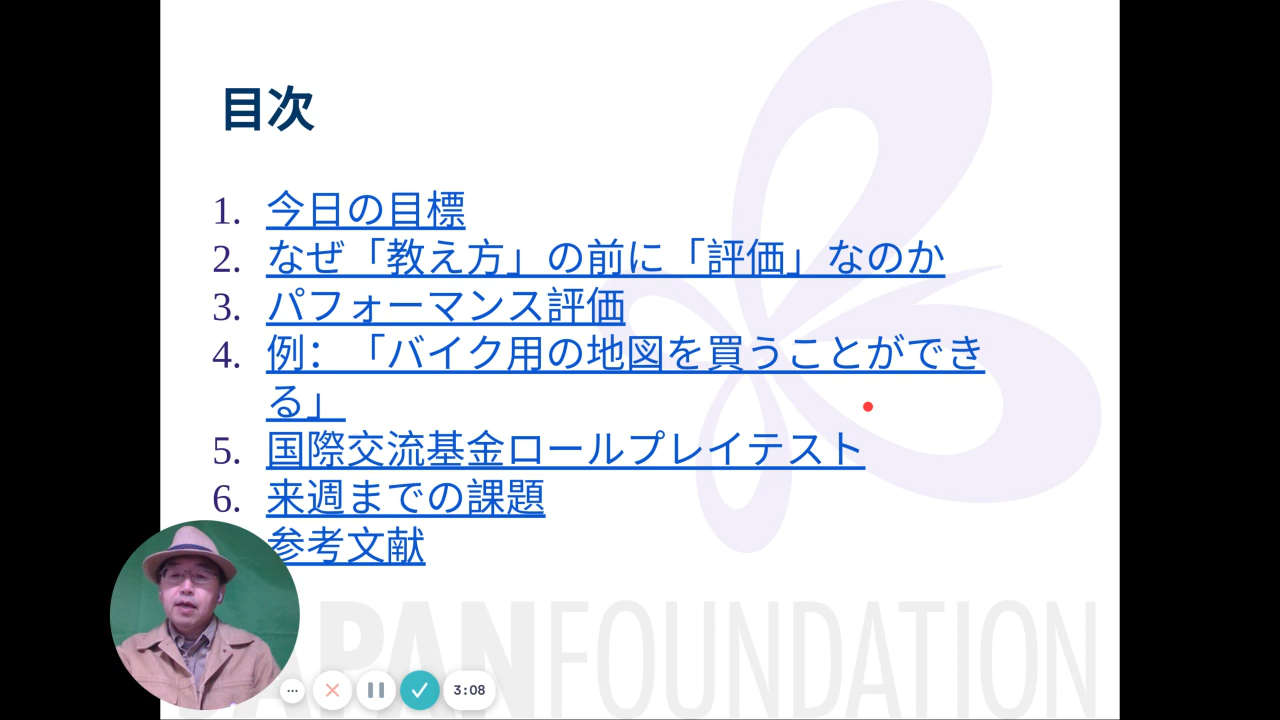 目次
1. 今日の目標
2. なぜ「教え方」の前に「評価」なのか
3. パフォーマンス評価
4. 例：「バイク用の地図を買うことができ
る」
5. 国際交流基金ロールプレイテスト
6. 来週までの課題
参考文献
JAPANFOUNDATION
3:08